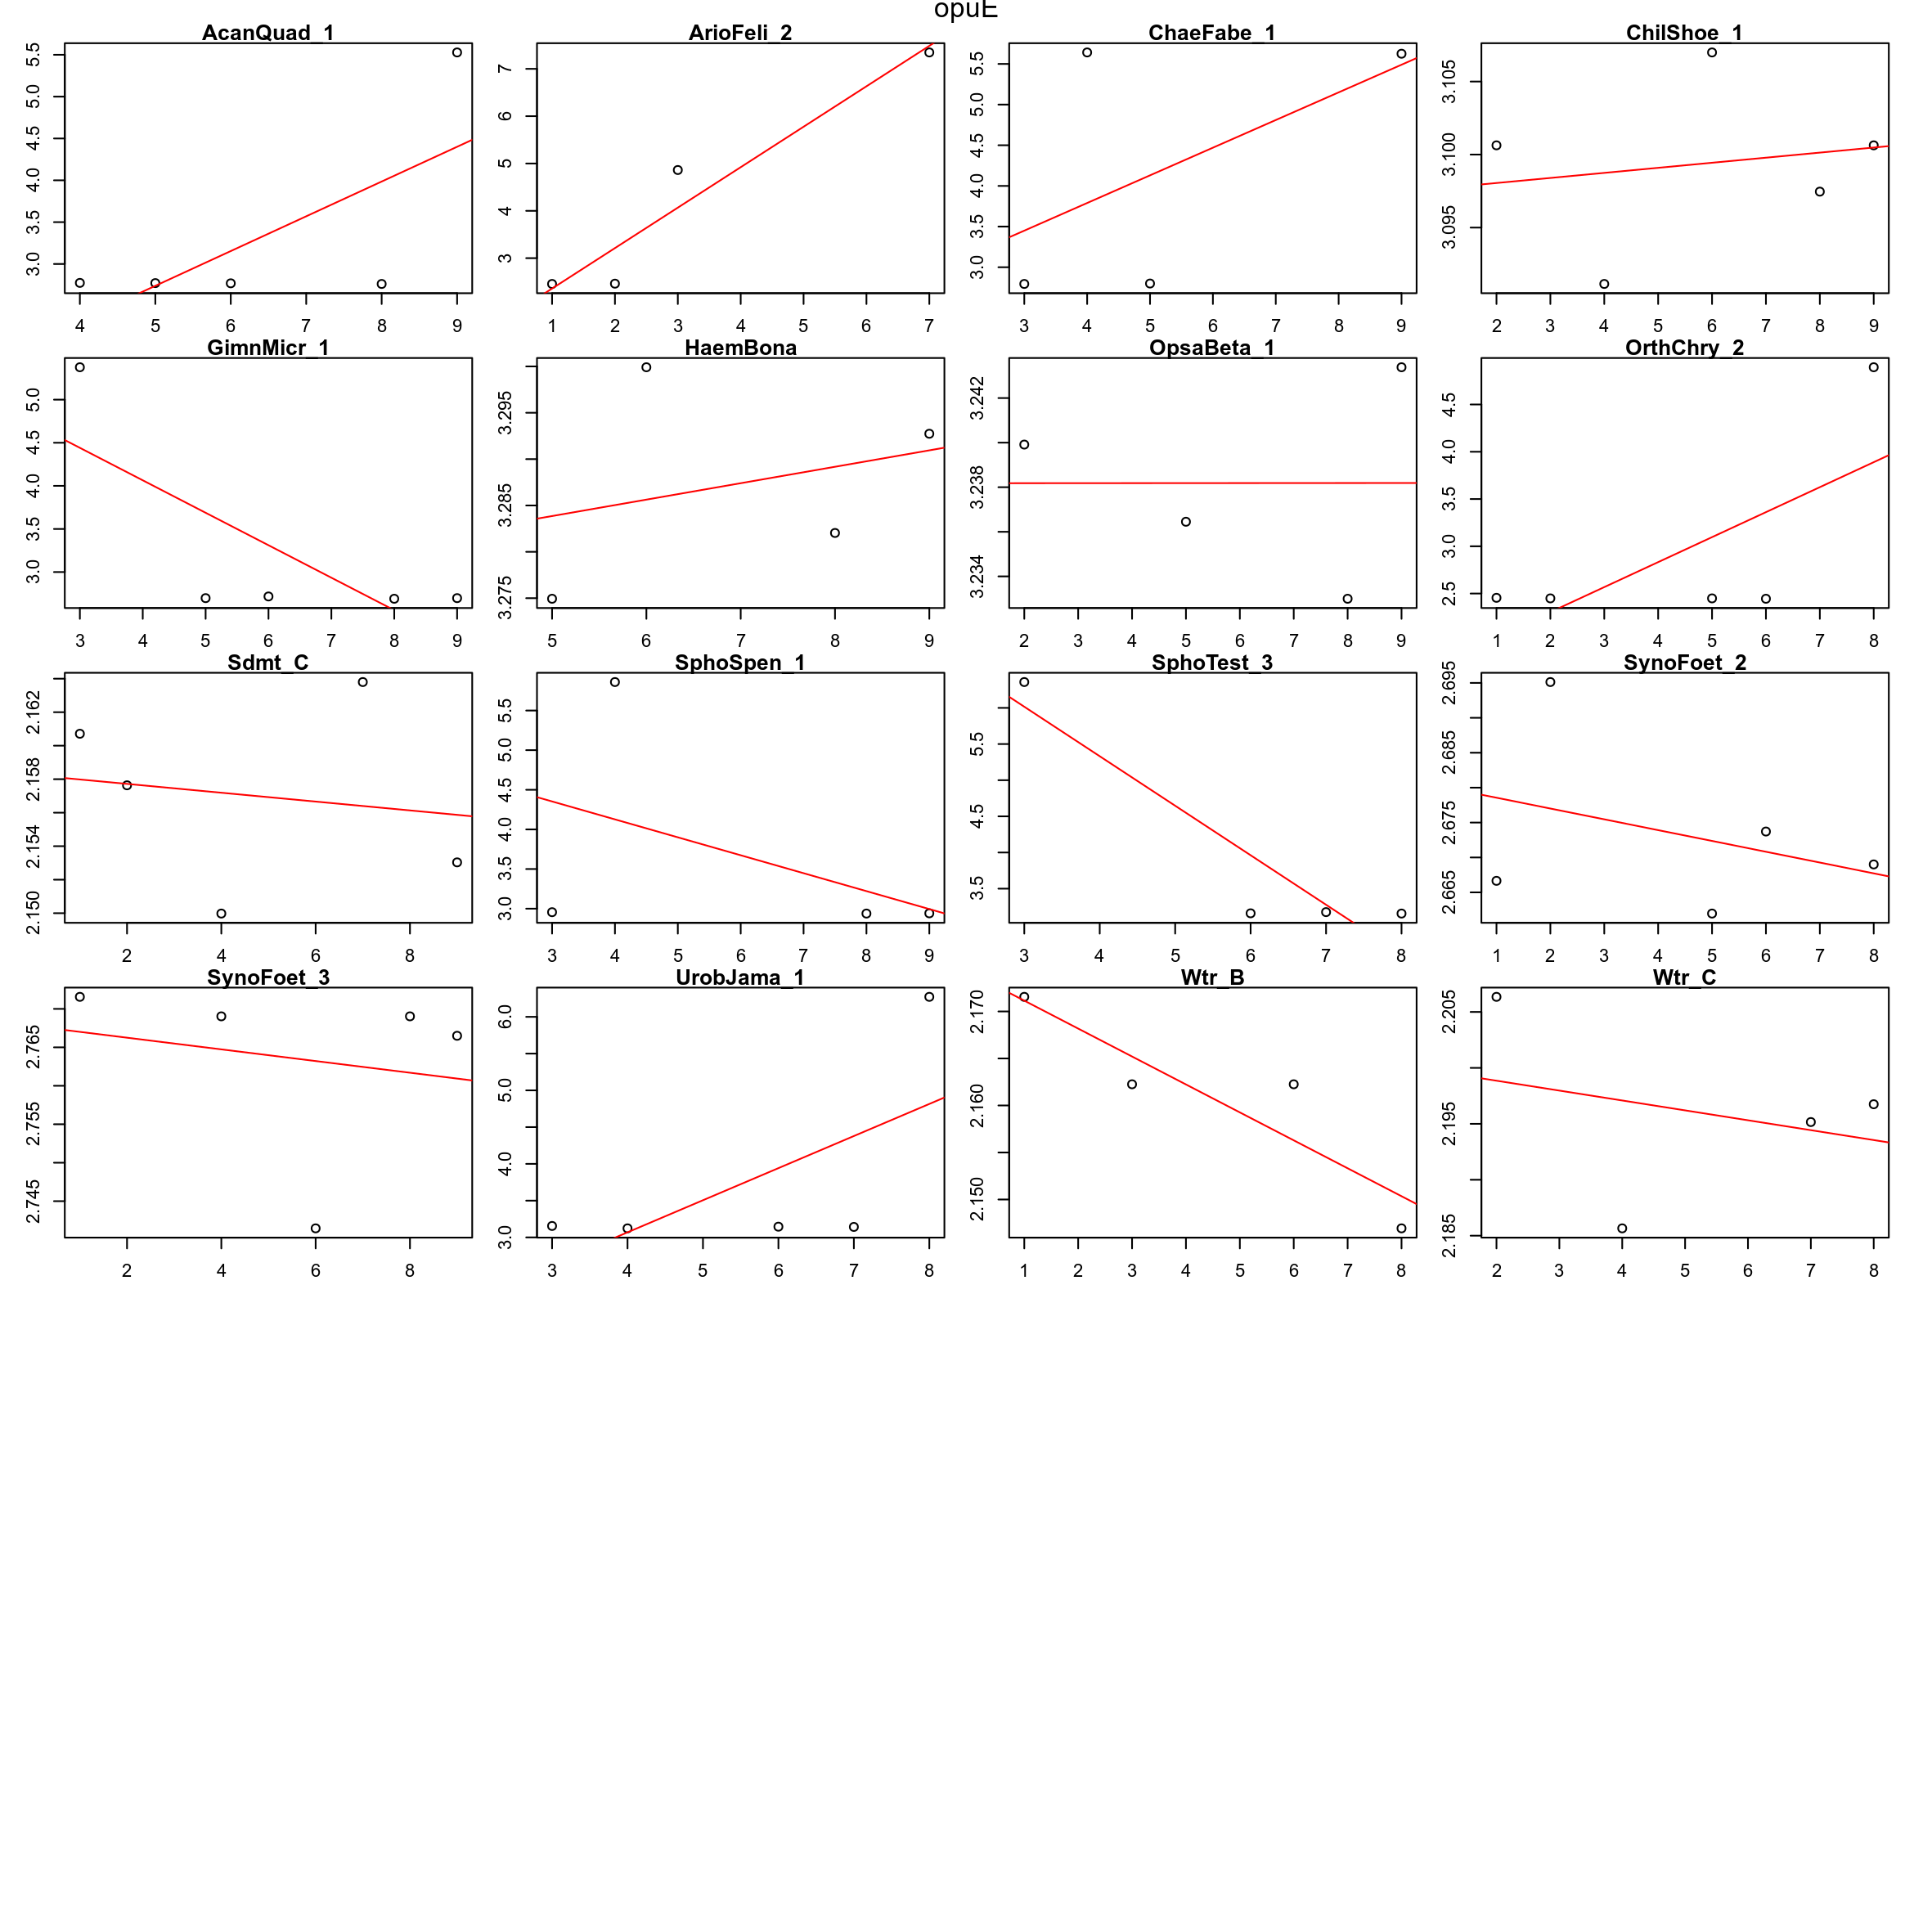 opuE
AcanQuad_1 ArioFeli_2 ChaeFabe_1 ChilShoe_1
3.0 3.5 4.0 4.5 5.0 5.5
4 5 6 7 8 9
3 4 5 6 7
1 2 3 4 5 6 7
3.0 3.5 4.0 4.5 5.0 5.5
3 4 5 6 7 8 9
3.095 3.100 3.105
2 3 4 5 6 7 8 9
GimnMicr_1 HaemBona OpsaBeta_1 OrthChry_2
3.0 3.5 4.0 4.5 5.0
3 4 5 6 7 8 9
3.275 3.285 3.295
5 6 7 8 9
3.234 3.238 3.242
2 3 4 5 6 7 8 9
2.5 3.0 3.5 4.0 4.5
1 2 3 4 5 6 7 8
Sdmt_C SphoSpen_1 SphoTest_3 SynoFoet_2
2.150 2.154 2.158 2.162
2 4 6 8
3.0 3.5 4.0 4.5 5.0 5.5
3 4 5 6 7 8 9
3.5 4.5 5.5
3 4 5 6 7 8
2.665 2.675 2.685 2.695
1 2 3 4 5 6 7 8
SynoFoet_3 UrobJama_1 Wtr_B Wtr_C
2.745 2.755 2.765
2 4 6 8
3.0 4.0 5.0 6.0
3 4 5 6 7 8
2.150 2.160 2.170
1 2 3 4 5 6 7 8
2.185 2.195 2.205
2 3 4 5 6 7 8